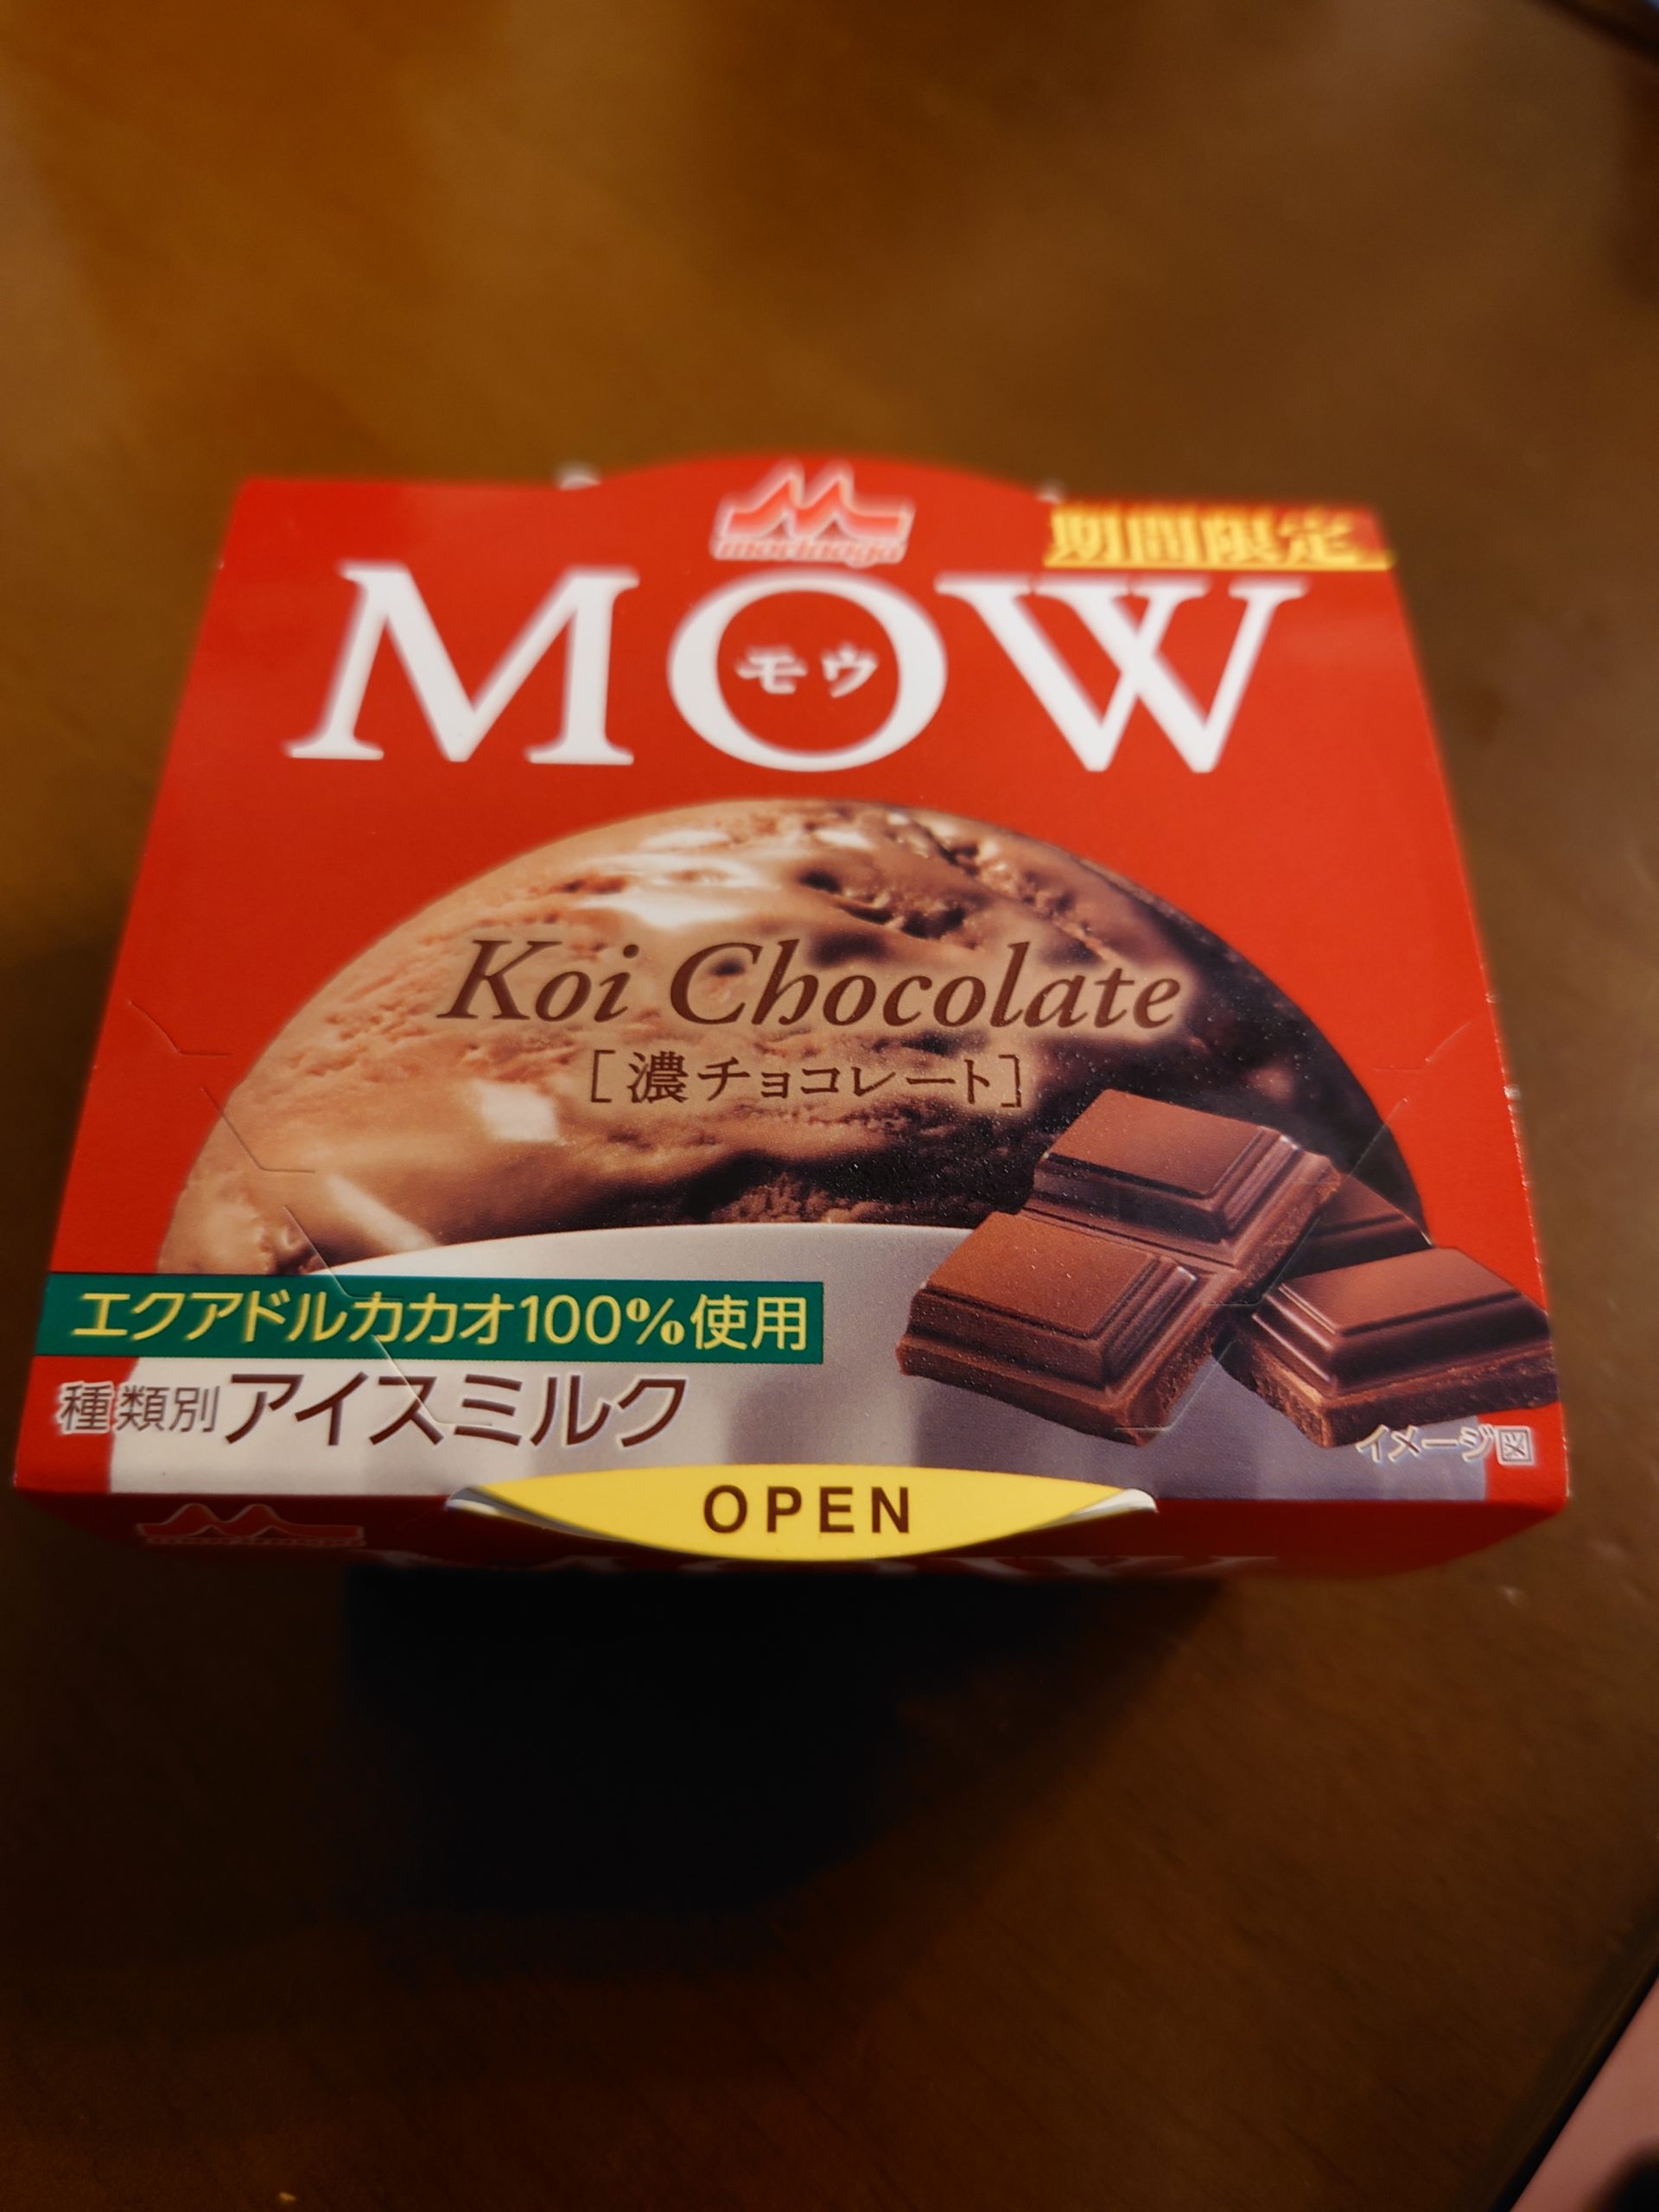 morinaga
期間限定
MOW
モウ
Koi Chocolate
[濃チョコレート]
エクアドルカカオ100%使用
種類別アイスミルク
イメージ図
OPEN